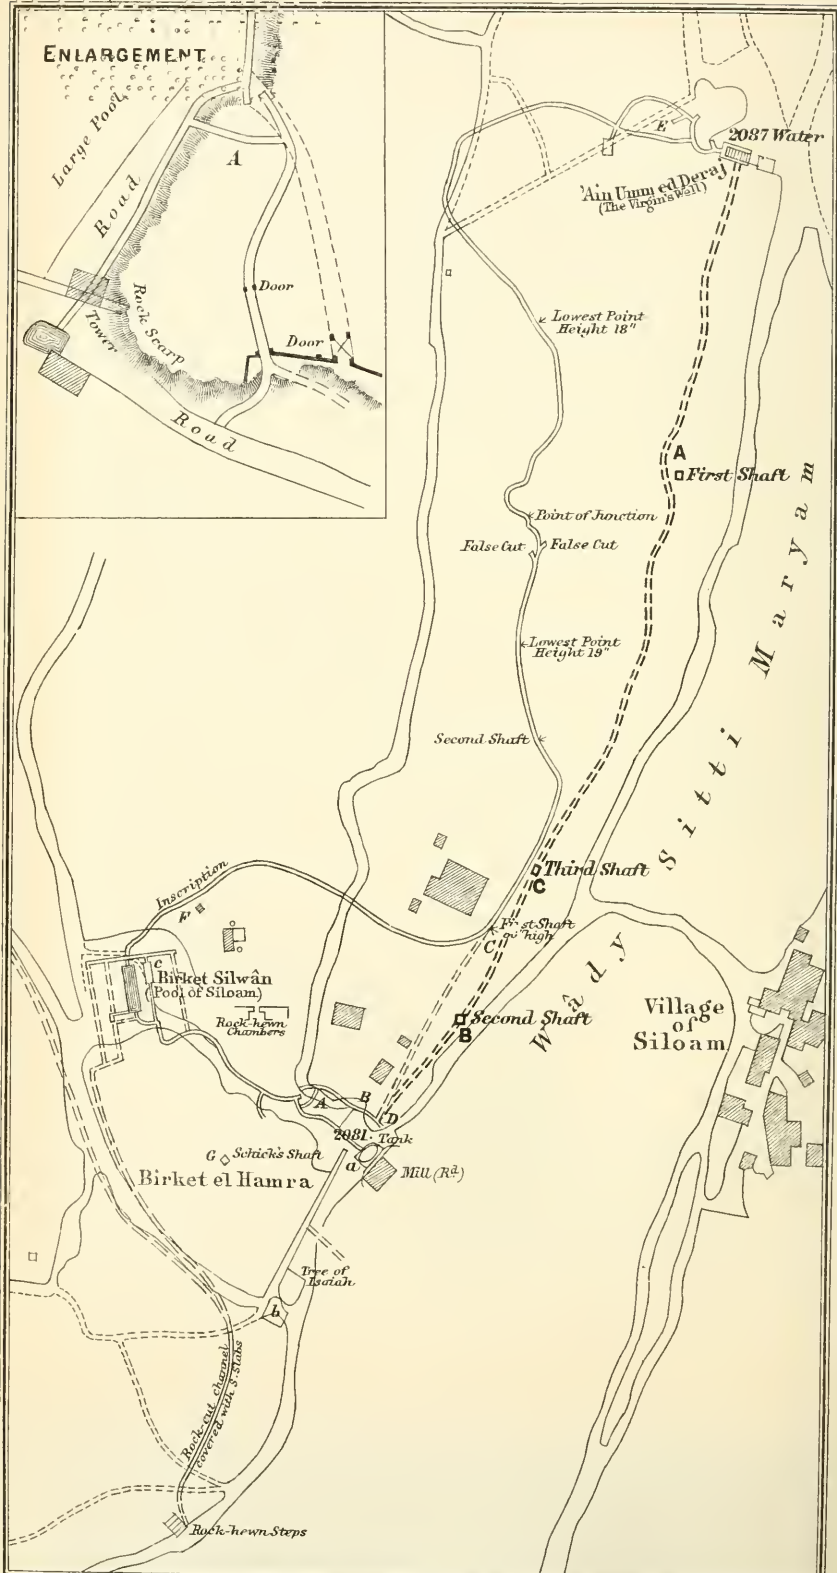 ENLARGEMENT
Large Pool
Road
A
Tower
Rock Scarp
Door
Door
Road
E
2087 Water
'Ain Umm ed Deraj
(The Virgin's Well)
Lowest Point
Height 18"
A
First Shaft
Point of Junction
False Cut
False Cut
Lowest Point
Height 19"
Second Shaft
Wâdy Sitti Maryam
Third Shaft
C
Inscription
F
First Shaft
high
C
c
Birket Silwân
(Pool of Siloam)
Rock-hewn
Chambers
Second Shaft
B
Village
of
Siloam
A
B
D
2081. Tank
a
G
Schick's Shaft
Birket el Hamra
Mill (Rd.)
Tree of
Isaiah
b
Rock-cut channel
covered with S. Slabs
Rock-hewn Steps